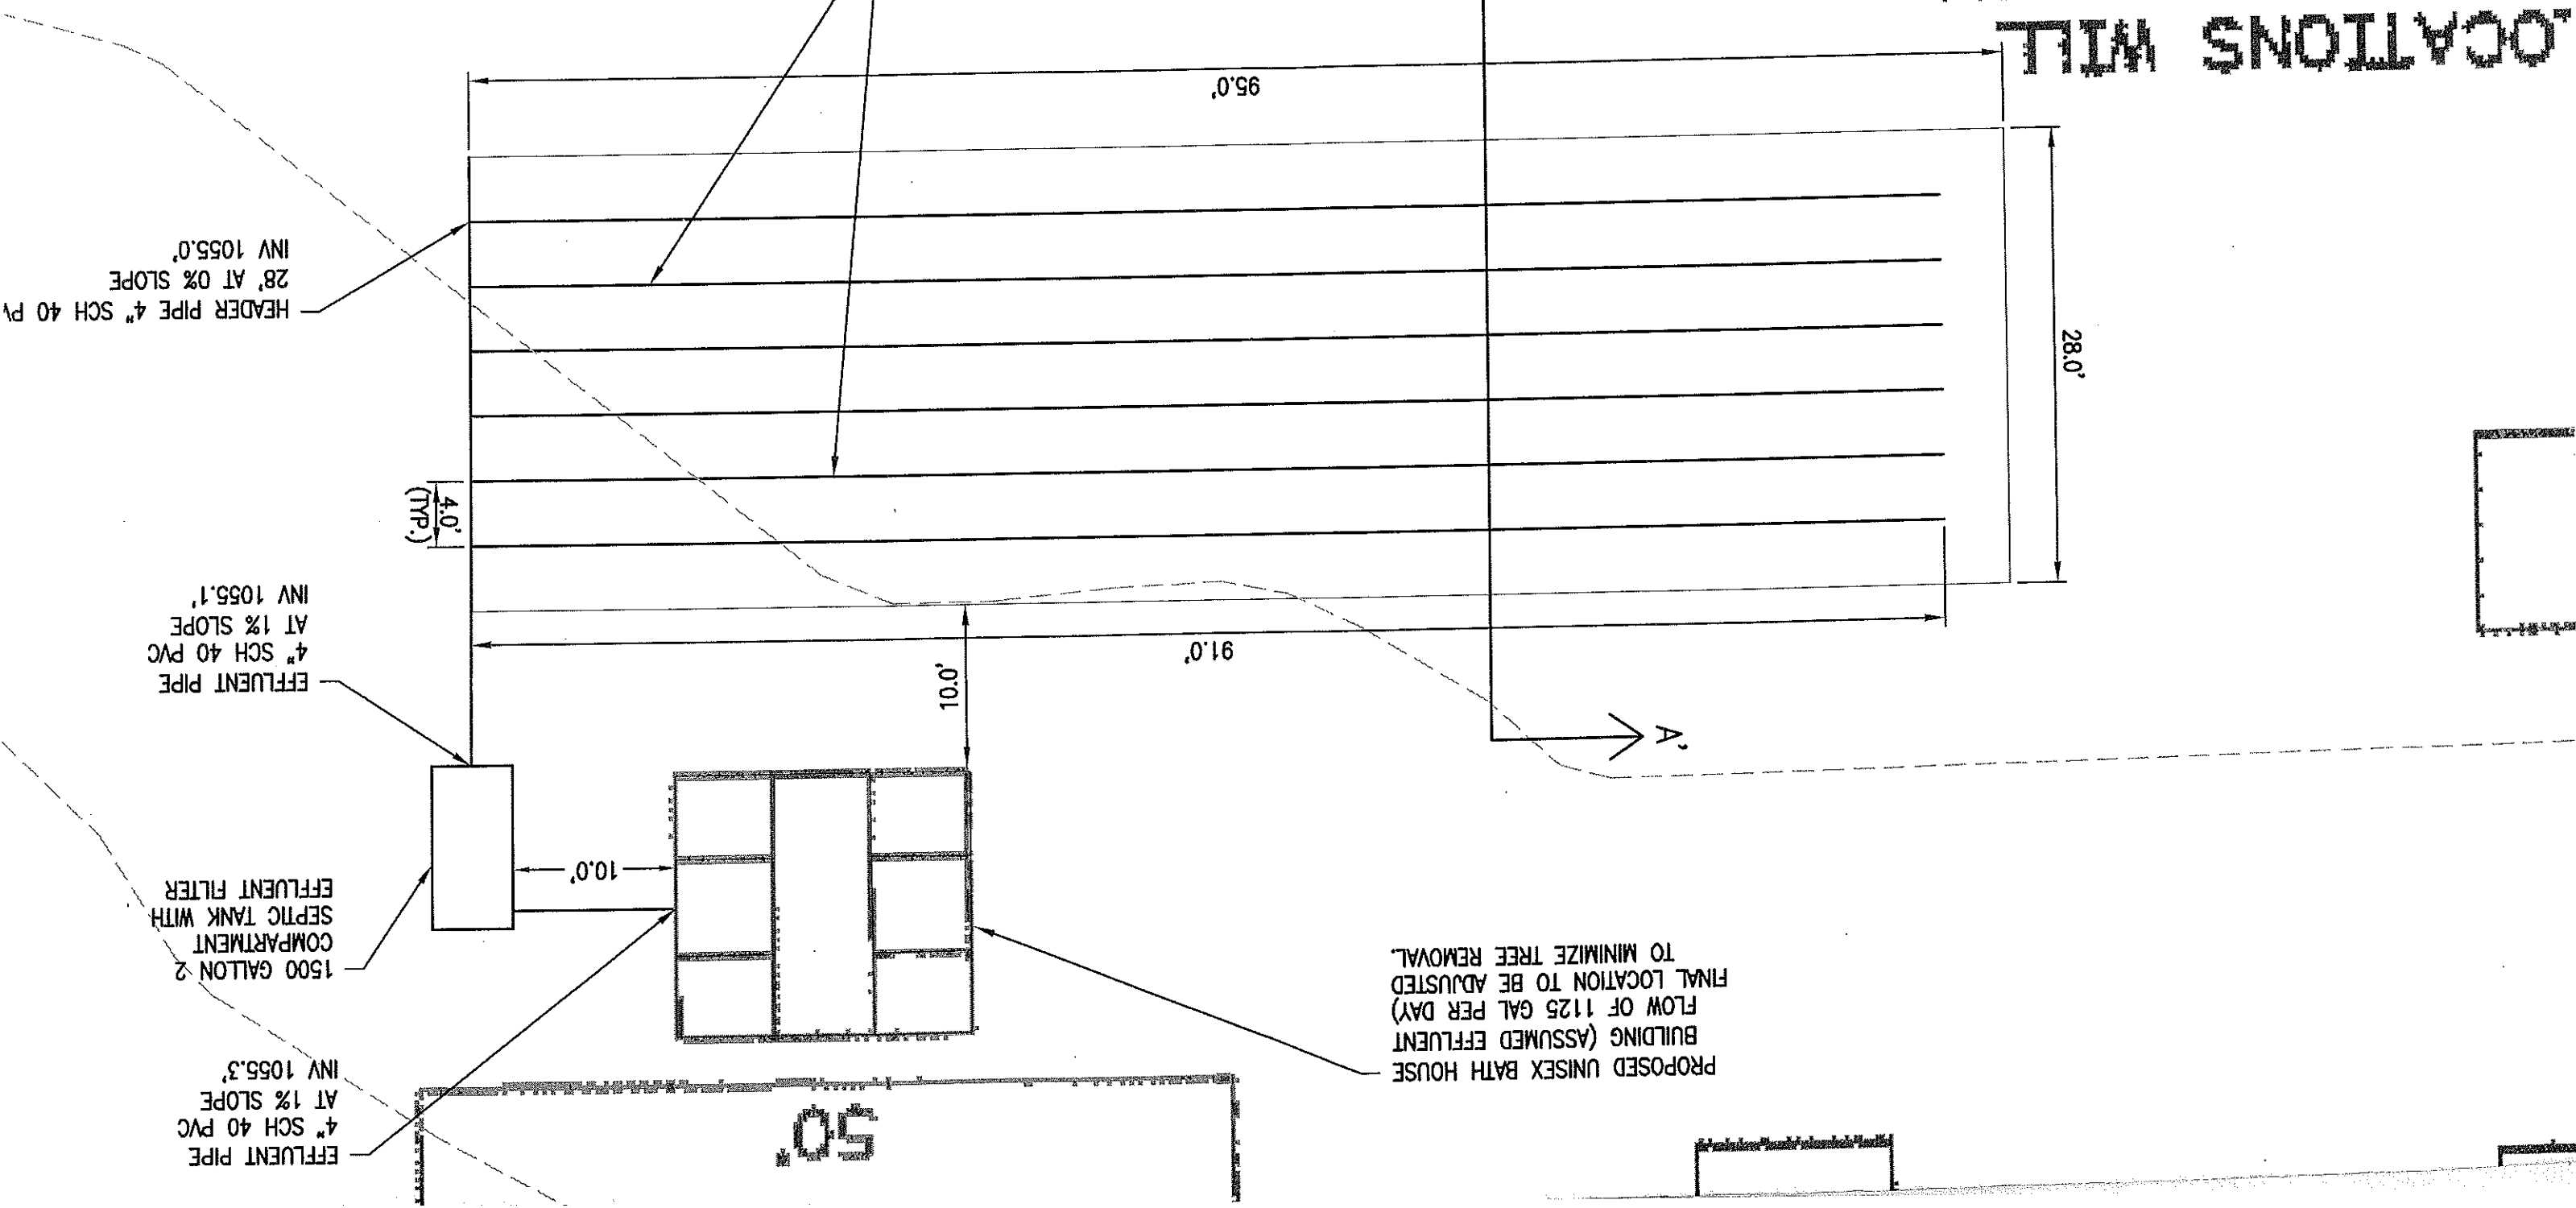 EFFLUENT PIPE
4" SCH 40 PVC
AT 1% SLOPE
INV 1055.3'
50'
PROPOSED UNISEX BATH HOUSE
BUILDING (ASSUMED EFFLUENT
FLOW OF 1125 GAL PER DAY)
FINAL LOCATION TO BE ADJUSTED
TO MINIMIZE TREE REMOVAL.
1500 GALLON 2
COMPARTMENT
SEPTIC TANK WITH
EFFLUENT FILTER
10.0'
A'
10.0'
EFFLUENT PIPE
4" SCH 40 PVC
AT 1% SLOPE
INV 1055.1'
91.0'
4.0'
(TYP.)
28.0'
HEADER PIPE 4" SCH 40 PV
28' AT 0% SLOPE
INV 1055.0'
95.0'
OCATIONS WILL